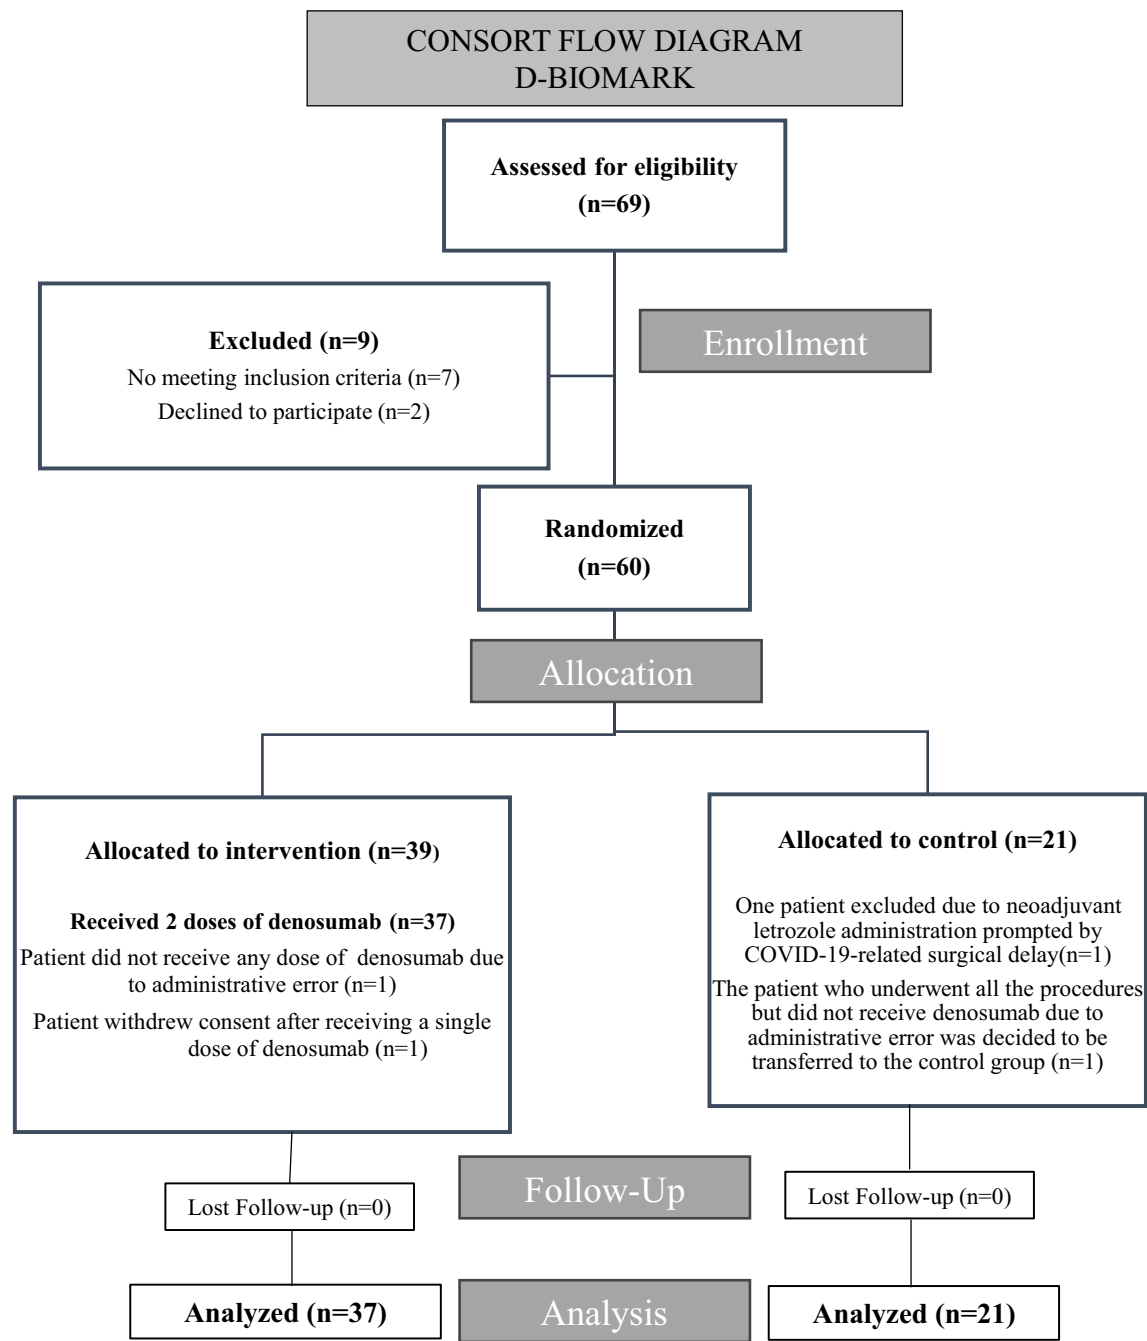 CONSORT FLOW DIAGRAM
D-BIOMARK
Assessed for eligibility
(n=69)
Excluded (n=9)
No meeting inclusion criteria (n=7)
Declined to participate (n=2)
Enrollment
Randomized
(n=60)
Allocation
Allocated to intervention (n=39)
Received 2 doses of denosumab (n=37)
Patient did not receive any dose of denosumab due
to administrative error (n=1)
Patient withdrew consent after receiving a single
dose of denosumab (n=1)
Allocated to control (n=21)
One patient excluded due to neoadjuvant
letrozole administration prompted by
COVID-19-related surgical delay(n=1)
The patient who underwent all the procedures
but did not receive denosumab due to
administrative error was decided to be
transferred to the control group (n=1)
Follow-Up
Lost Follow-up (n=0)
Lost Follow-up (n=0)
Analyzed (n=37)
Analysis
Analyzed (n=21)